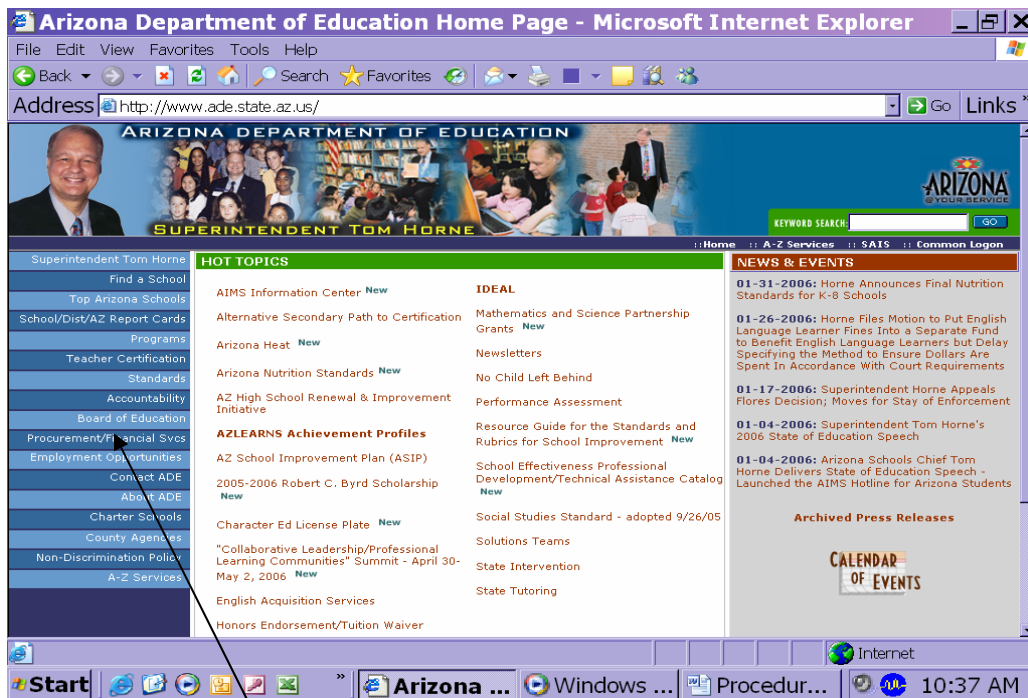 Arizona Department of Education Home Page - Microsoft Internet Explorer
File Edit View Favorites Tools Help
Back Search Favorites
Address http://www.ade.state.az.us/ Go Links »
ARIZONA DEPARTMENT OF EDUCATION
SUPERINTENDENT TOM HORNE
ARIZONA
@YOUR SERVICE
KEYWORD SEARCH: GO
::Home :: A-Z Services :: SAIS :: Common Logon
Superintendent Tom Horne
Find a School
Top Arizona Schools
School/Dist/AZ Report Cards
Programs
Teacher Certification
Standards
Accountability
Board of Education
Procurement/Financial Svcs
Employment Opportunities
Contact ADE
About ADE
Charter Schools
County Agencies
Non-Discrimination Policy
A-Z Services
HOT TOPICS
AIMS Information Center New
Alternative Secondary Path to Certification
Arizona Heat New
Arizona Nutrition Standards New
AZ High School Renewal & Improvement
Initiative
AZLEARNS Achievement Profiles
AZ School Improvement Plan (ASIP)
2005-2006 Robert C. Byrd Scholarship
New
Character Ed License Plate New
"Collaborative Leadership/Professional
Learning Communities" Summit - April 30-
May 2, 2006 New
English Acquisition Services
Honors Endorsement/Tuition Waiver
IDEAL
Mathematics and Science Partnership
Grants New
Newsletters
No Child Left Behind
Performance Assessment
Resource Guide for the Standards and
Rubrics for School Improvement New
School Effectiveness Professional
Development/Technical Assistance Catalog
New
Social Studies Standard - adopted 9/26/05
Solutions Teams
State Intervention
State Tutoring
NEWS & EVENTS
01-31-2006: Horne Announces Final Nutrition
Standards for K-8 Schools
01-26-2006: Horne Files Motion to Put English
Language Learner Fines Into a Separate Fund
to Benefit English Language Learners but Delay
Specifying the Method to Ensure Dollars Are
Spent In Accordance With Court Requirements
01-17-2006: Superintendent Horne Appeals
Flores Decision; Moves for Stay of Enforcement
01-04-2006: Superintendent Tom Horne's
2006 State of Education Speech
01-04-2006: Arizona Schools Chief Tom
Horne Delivers State of Education Speech -
Launched the AIMS Hotline for Arizona Students
Archived Press Releases
CALENDAR
OF EVENTS
Internet
Start » Arizona ... Windows ... Procedur... 10:37 AM